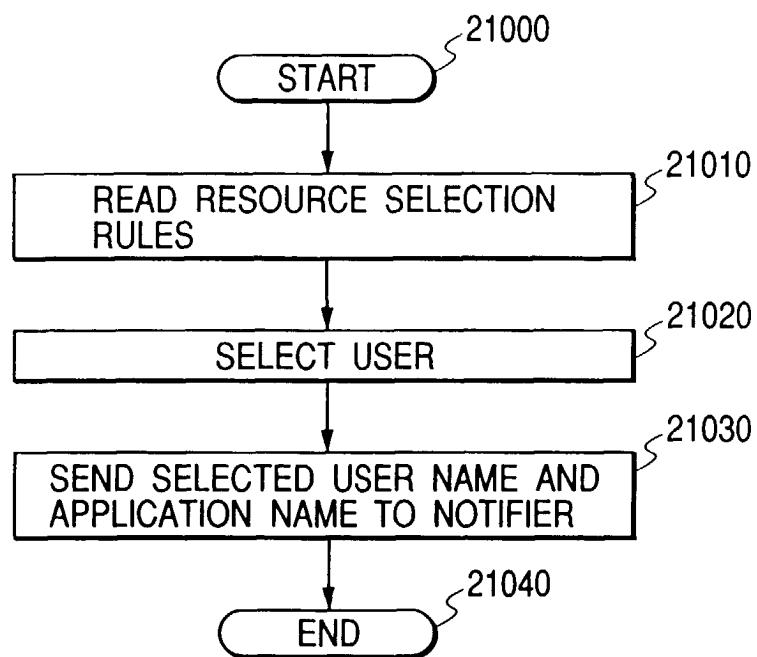 21000
START
21010
READ RESOURCE SELECTION
RULES
21020
SELECT USER
21030
SEND SELECTED USER NAME AND
APPLICATION NAME TO NOTIFIER
21040
END